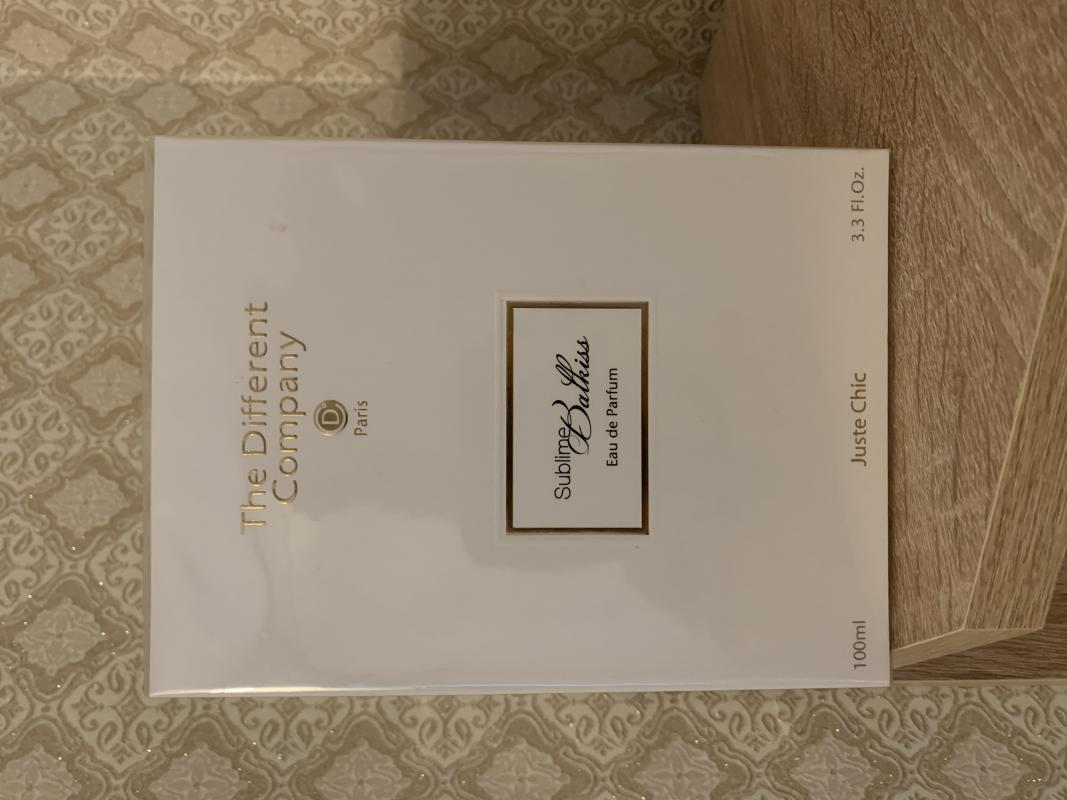 The Different
Company
D
Paris
Sublime Balkiss
Eau de Parfum
Juste Chic
100ml
3.3 Fl.Oz.